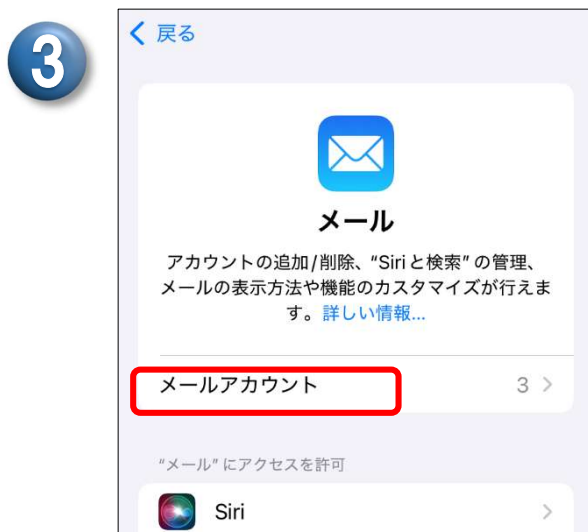 3
戻る
メール
アカウントの追加/削除、“Siriと検索”の管理、
メールの表示方法や機能のカスタマイズが行えま
す。詳しい情報...
メールアカウント 3
“メール”にアクセスを許可
Siri